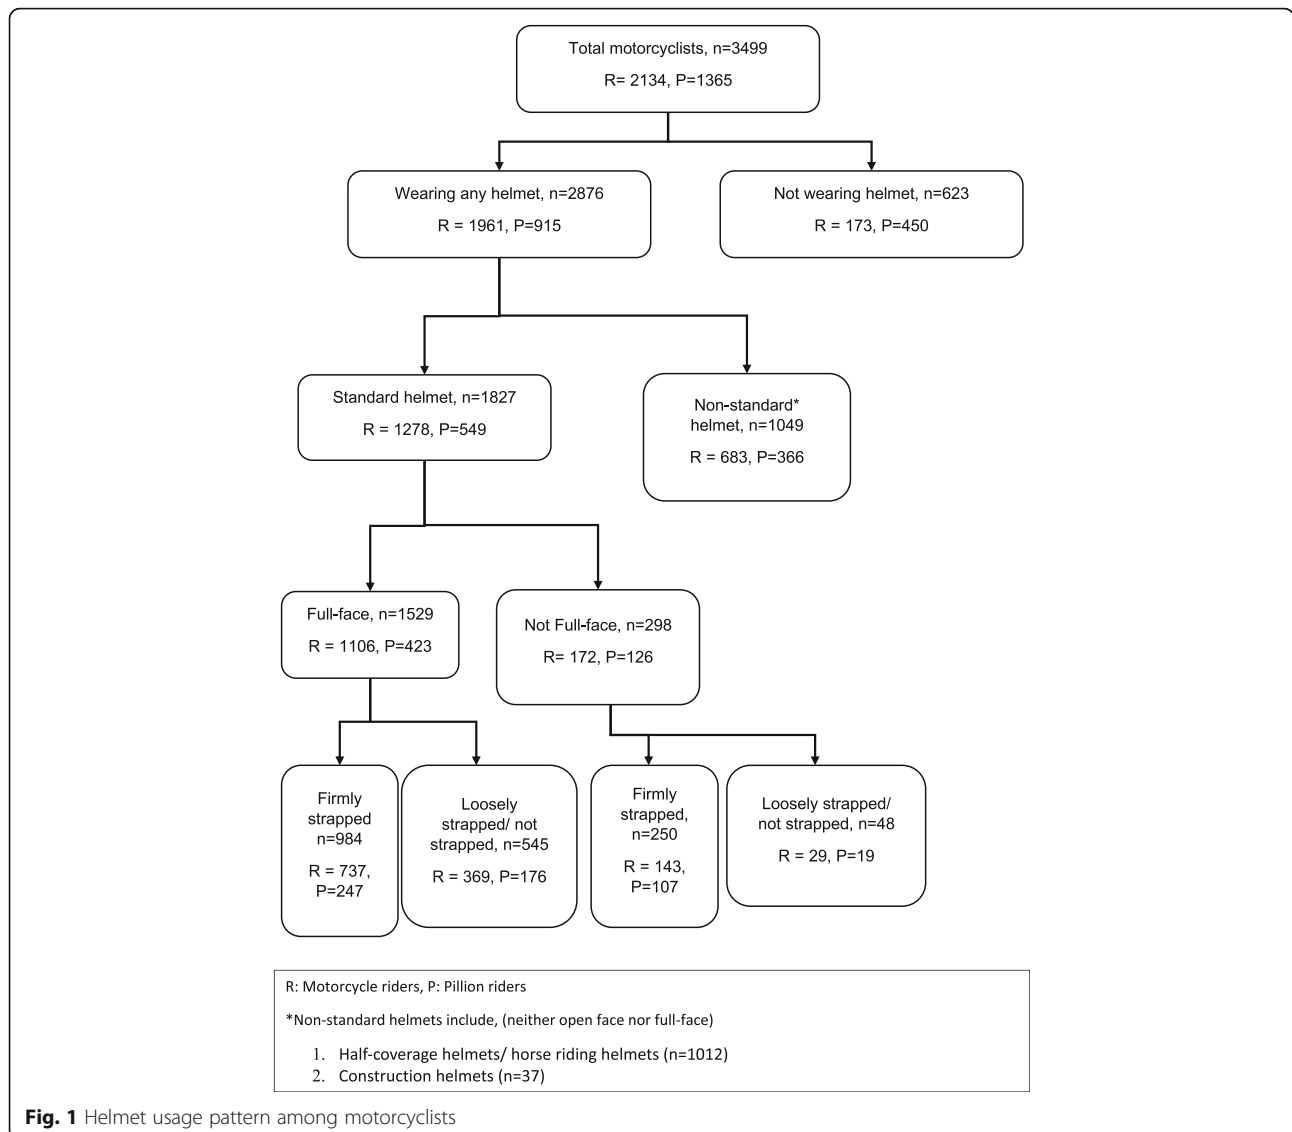 Total motorcyclists, n=3499
R= 2134, P=1365
Wearing any helmet, n=2876
R = 1961, P=915
Not wearing helmet, n=623
R = 173, P=450
Standard helmet, n=1827
R = 1278, P=549
Non-standard*
helmet, n=1049
R = 683, P=366
Full-face, n=1529
R = 1106, P=423
Not Full-face, n=298
R= 172, P=126
Firmly
strapped
n=984
R = 737,
P=247
Loosely
strapped/ not
strapped, n=545
R = 369, P=176
Firmly
strapped,
n=250
R = 143,
P=107
Loosely strapped/
not strapped, n=48
R = 29, P=19
R: Motorcycle riders, P: Pillion riders
*Non-standard helmets include, (neither open face nor full-face)
1. Half-coverage helmets/ horse riding helmets (n=1012)
2. Construction helmets (n=37)
Fig. 1 Helmet usage pattern among motorcyclists